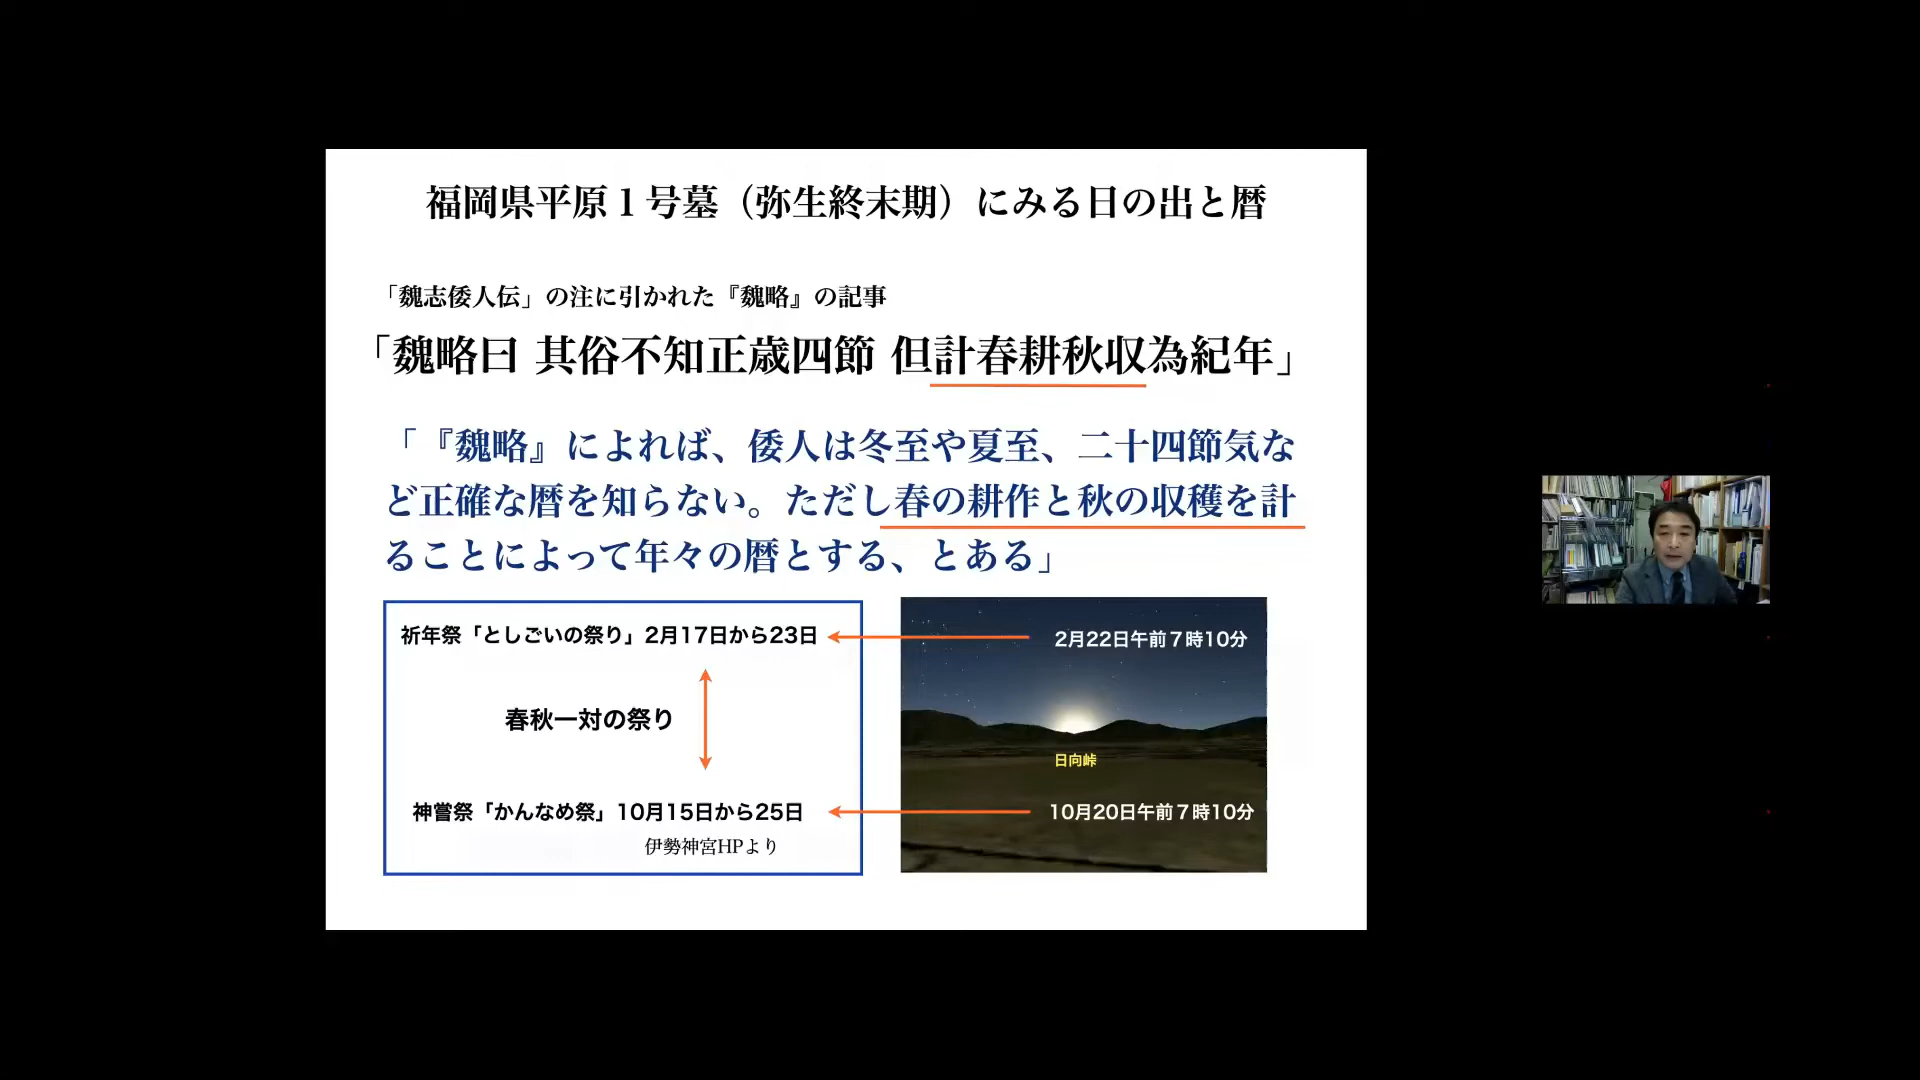 福岡県平原１号墓（弥生終末期）にみる日の出と暦
「魏志倭人伝」の注に引かれた『魏略』の記事
「魏略曰 其俗不知正歳四節 但計春耕秋収為紀年」
「『魏略』によれば、倭人は冬至や夏至、二十四節気な
ど正確な暦を知らない。ただし春の耕作と秋の収穫を計
ることによって年々の暦とする、とある」
祈年祭「としごいの祭り」2月17日から23日
2月22日午前７時10分
春秋一対の祭り
日向峠
神嘗祭「かんなめ祭」10月15日から25日
10月20日午前７時10分
伊勢神宮HPより